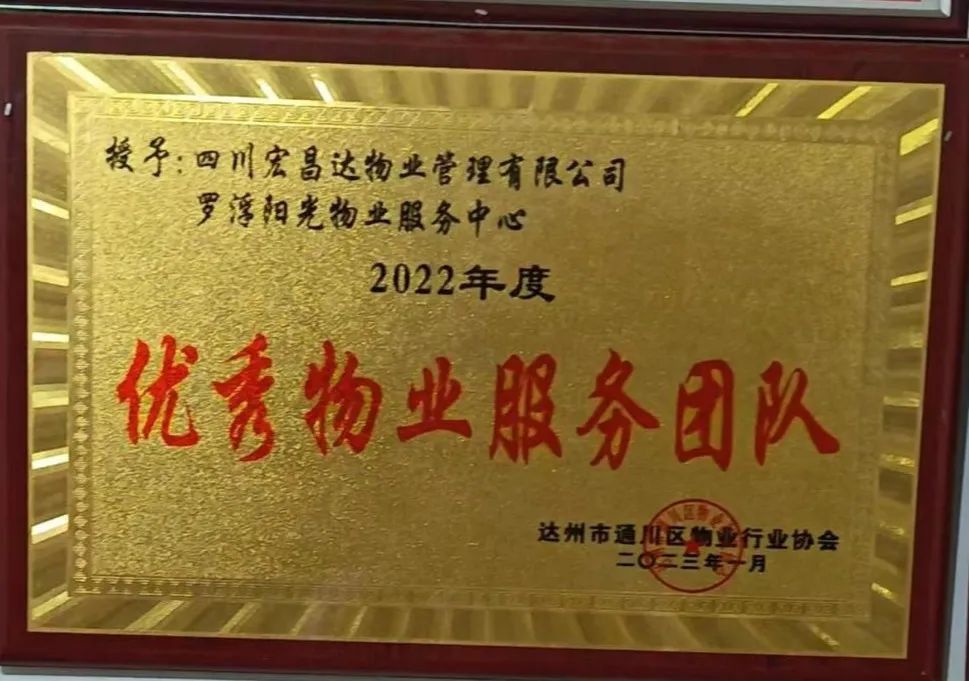 授予:四川宏昌达物业管理有限公司
罗浮阳光物业服务中心
2022年度
优秀物业服务团队
达州市通川区物业行业协会
二〇二三年一月